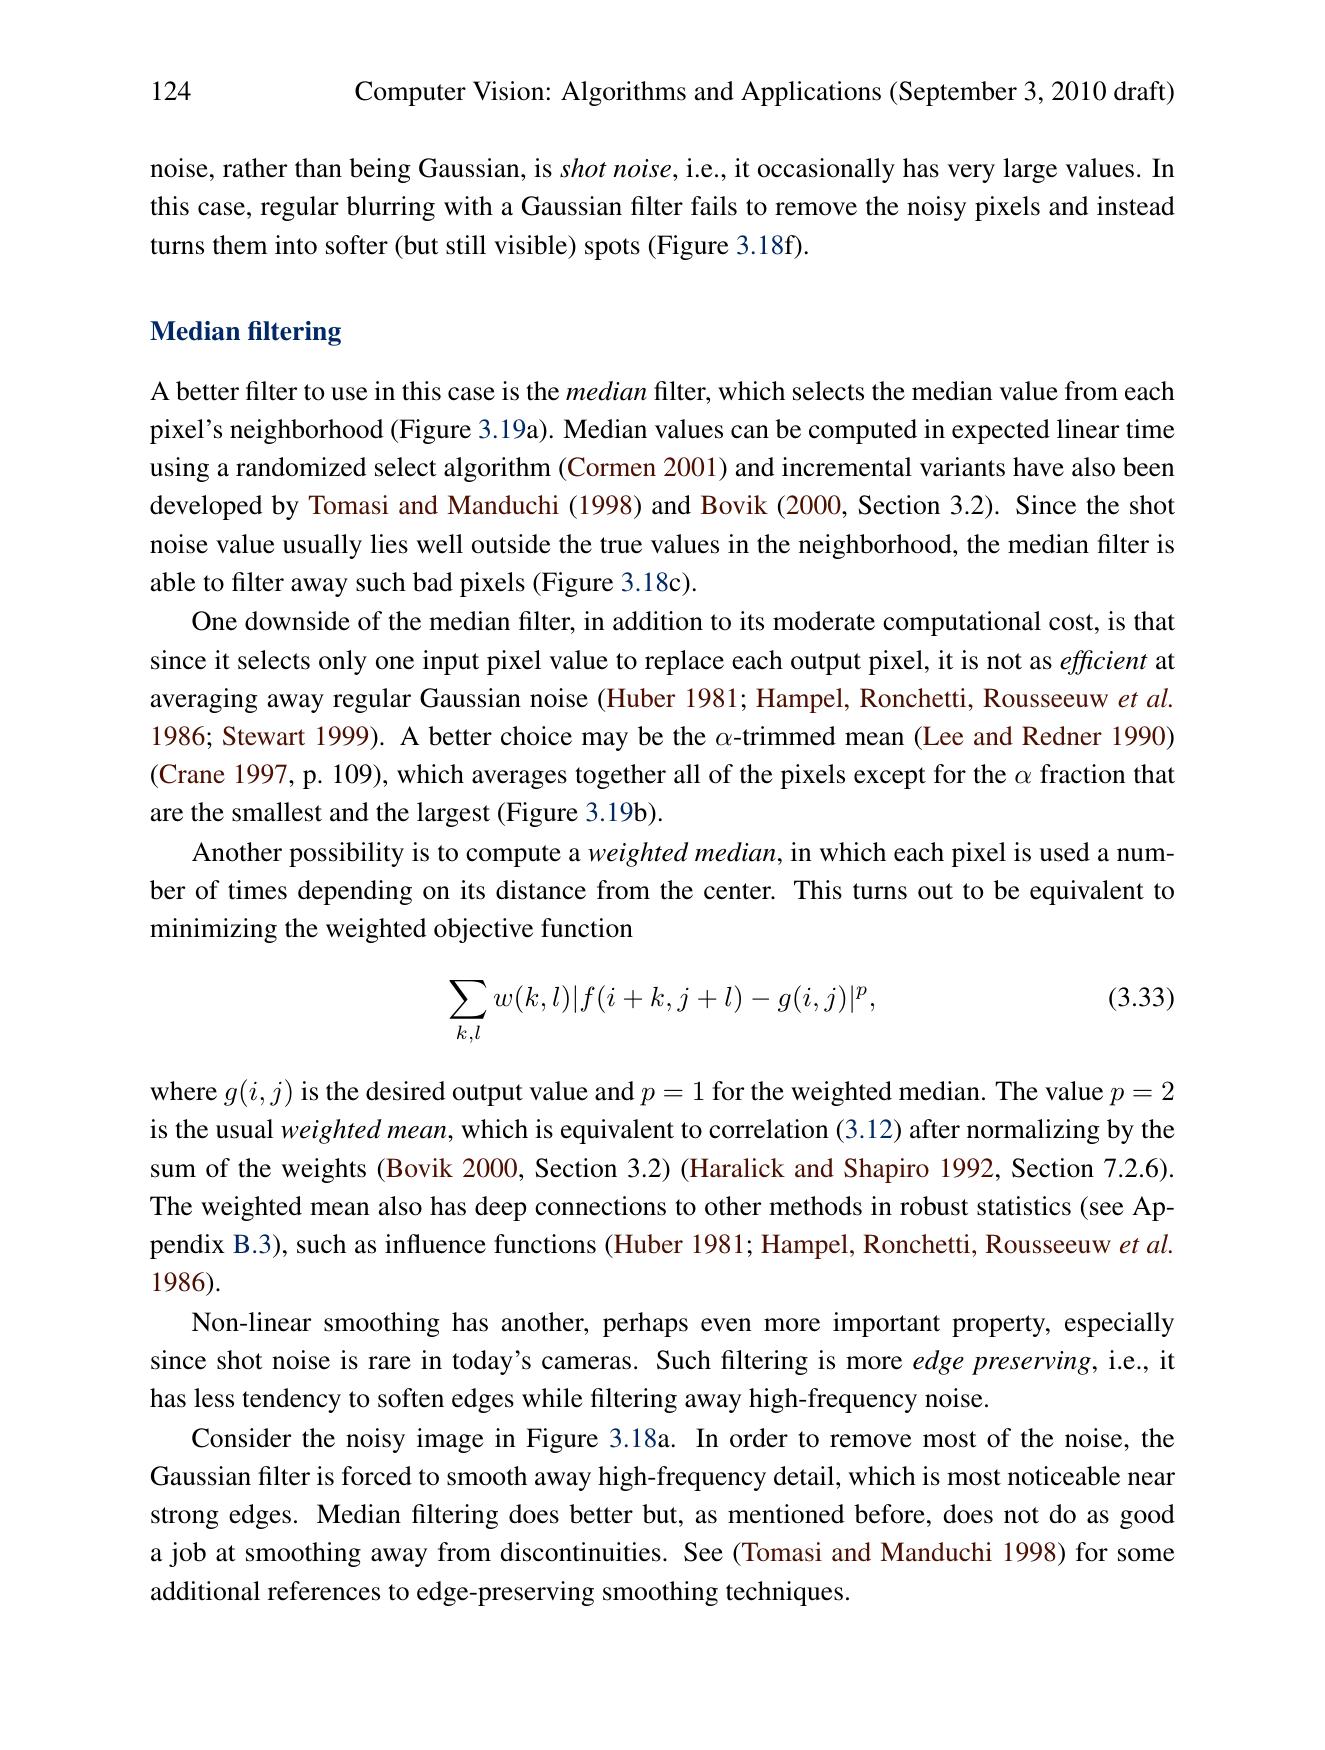 124 Computer Vision: Algorithms and Applications (September 3, 2010 draft)
noise, rather than being Gaussian, is shot noise, i.e., it occasionally has very large values. In
this case, regular blurring with a Gaussian filter fails to remove the noisy pixels and instead
turns them into softer (but still visible) spots (Figure 3.18f).
Median filtering
A better filter to use in this case is the median filter, which selects the median value from each
pixel's neighborhood (Figure 3.19a). Median values can be computed in expected linear time
using a randomized select algorithm (Cormen 2001) and incremental variants have also been
developed by Tomasi and Manduchi (1998) and Bovik (2000, Section 3.2). Since the shot
noise value usually lies well outside the true values in the neighborhood, the median filter is
able to filter away such bad pixels (Figure 3.18c).
One downside of the median filter, in addition to its moderate computational cost, is that
since it selects only one input pixel value to replace each output pixel, it is not as efficient at
averaging away regular Gaussian noise (Huber 1981; Hampel, Ronchetti, Rousseeuw et al.
1986; Stewart 1999). A better choice may be the α-trimmed mean (Lee and Redner 1990)
(Crane 1997, p. 109), which averages together all of the pixels except for the α fraction that
are the smallest and the largest (Figure 3.19b).
Another possibility is to compute a weighted median, in which each pixel is used a num-
ber of times depending on its distance from the center. This turns out to be equivalent to
minimizing the weighted objective function
∑ w(k, l)|f(i + k, j + l) − g(i, j)|^p, (3.33)
k,l
where g(i, j) is the desired output value and p = 1 for the weighted median. The value p = 2
is the usual weighted mean, which is equivalent to correlation (3.12) after normalizing by the
sum of the weights (Bovik 2000, Section 3.2) (Haralick and Shapiro 1992, Section 7.2.6).
The weighted mean also has deep connections to other methods in robust statistics (see Ap-
pendix B.3), such as influence functions (Huber 1981; Hampel, Ronchetti, Rousseeuw et al.
1986).
Non-linear smoothing has another, perhaps even more important property, especially
since shot noise is rare in today's cameras. Such filtering is more edge preserving, i.e., it
has less tendency to soften edges while filtering away high-frequency noise.
Consider the noisy image in Figure 3.18a. In order to remove most of the noise, the
Gaussian filter is forced to smooth away high-frequency detail, which is most noticeable near
strong edges. Median filtering does better but, as mentioned before, does not do as good
a job at smoothing away from discontinuities. See (Tomasi and Manduchi 1998) for some
additional references to edge-preserving smoothing techniques.